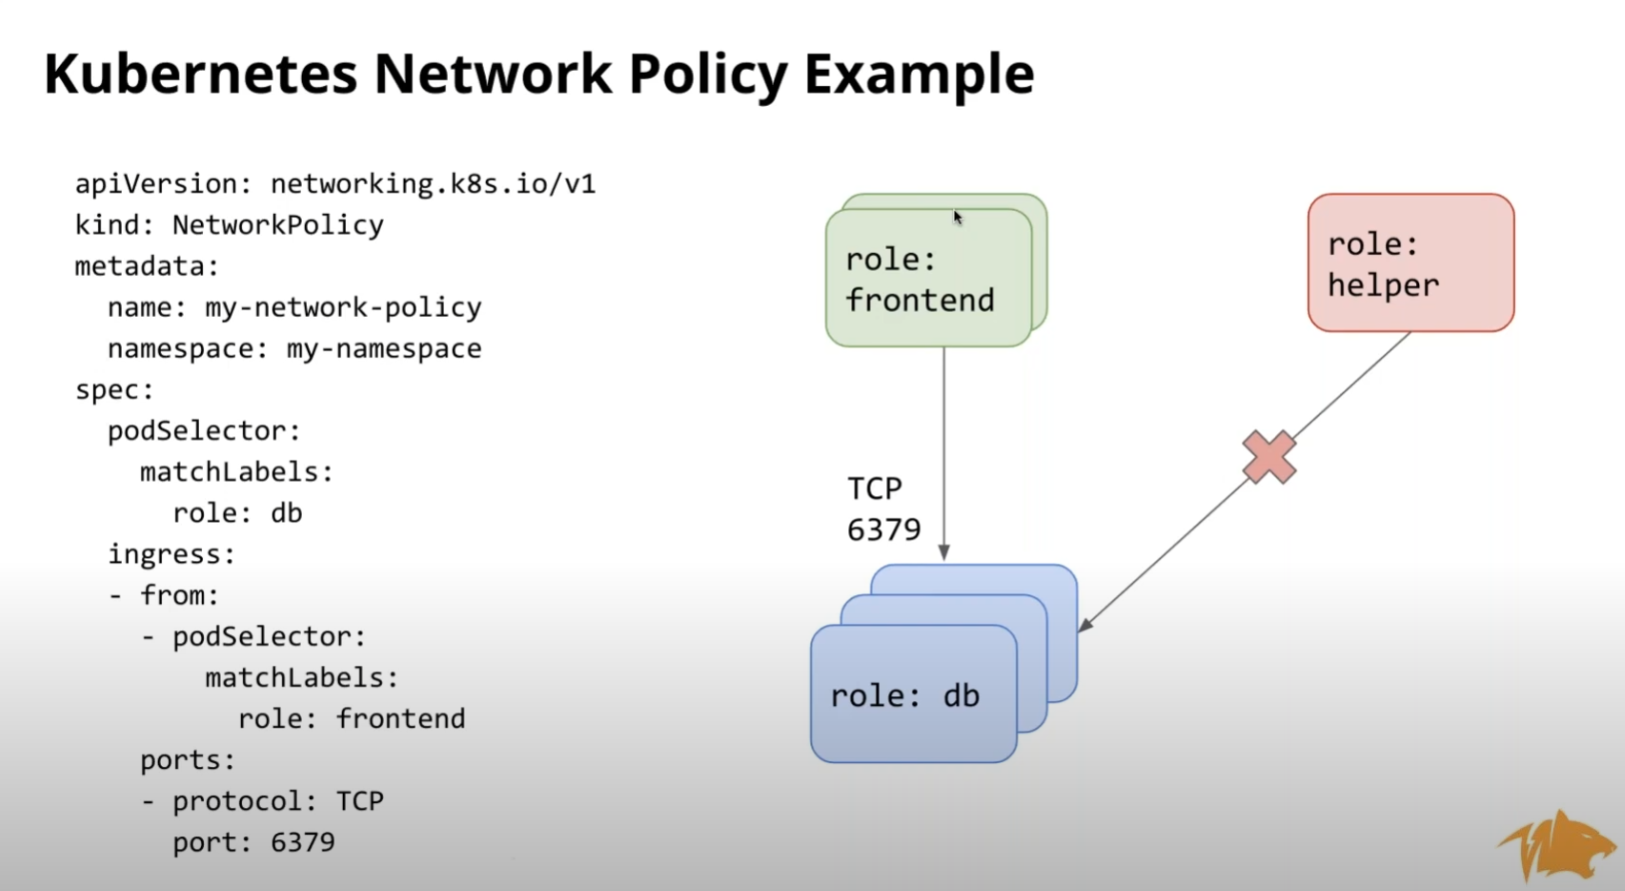 Kubernetes Network Policy Example
apiVersion: networking.k8s.io/v1
kind: NetworkPolicy
metadata:
  name: my-network-policy
  namespace: my-namespace
spec:
  podSelector:
    matchLabels:
      role: db
  ingress:
  - from:
    - podSelector:
        matchLabels:
          role: frontend
    ports:
    - protocol: TCP
      port: 6379
role:
frontend
role:
helper
TCP
6379
role: db